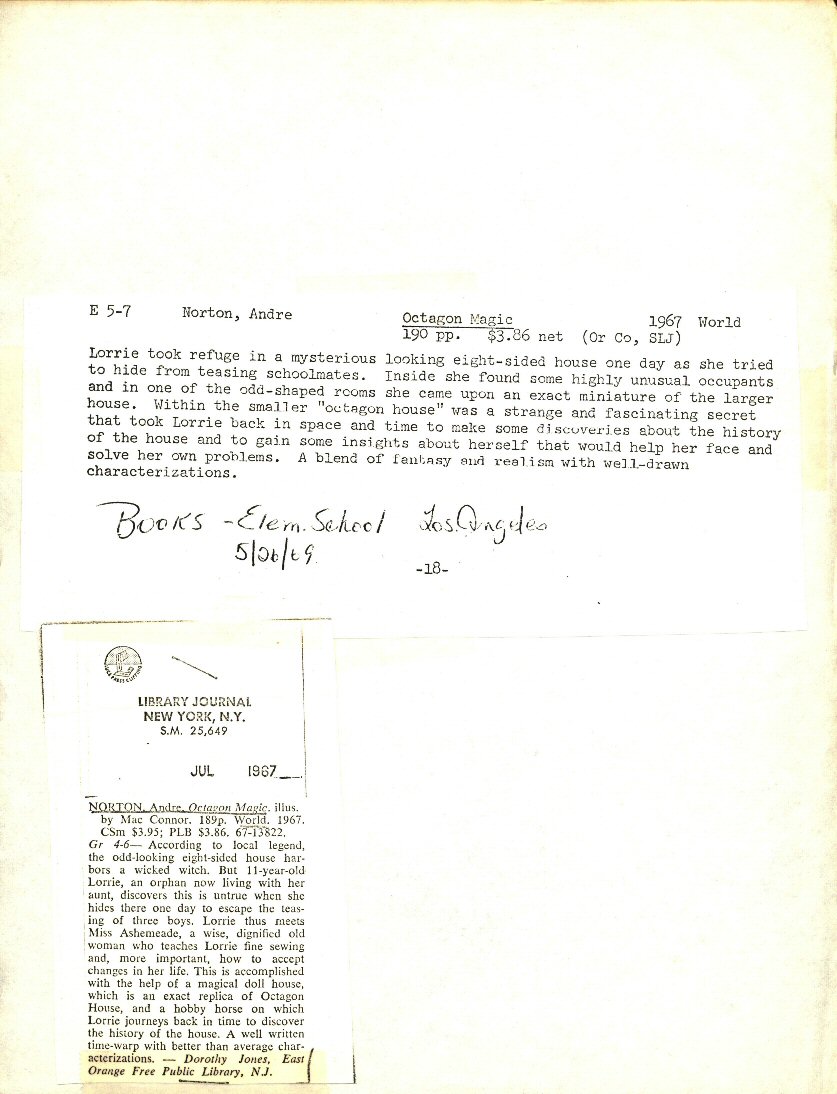 E 5-7 Norton, Andre Octagon Magic 1967 World
190 pp. $3.86 net (Or Co, SLJ)
Lorrie took refuge in a mysterious looking eight-sided house one day as she tried
to hide from teasing schoolmates. Inside she found some highly unusual occupants
and in one of the odd-shaped rooms she came upon an exact miniature of the larger
house. Within the smaller "octagon house" was a strange and fascinating secret
that took Lorrie back in space and time to make some discoveries about the history
of the house and to gain some insights about herself that would help her face and
solve her own problems. A blend of fantasy and realism with well-drawn
characterizations.
Books - Elem. School Los Angeles
5/26/69
-18-
LIBRARY JOURNAL
NEW YORK, N.Y.
S.M. 25,649
JUL 1967
NORTON, Andre. Octagon Magic. illus.
by Mac Connor. 189p. World. 1967.
CSm $3.95; PLB $3.86. 67-13822.
Gr 4-6— According to local legend,
the odd-looking eight-sided house har-
bors a wicked witch. But 11-year-old
Lorrie, an orphan now living with her
aunt, discovers this is untrue when she
hides there one day to escape the teas-
ing of three boys. Lorrie thus meets
Miss Ashemeade, a wise, dignified old
woman who teaches Lorrie fine sewing
and, more important, how to accept
changes in her life. This is accomplished
with the help of a magical doll house,
which is an exact replica of Octagon
House, and a hobby horse on which
Lorrie journeys back in time to discover
the history of the house. A well written
time-warp with better than average char-
acterizations. — Dorothy Jones, East
Orange Free Public Library, N.J.